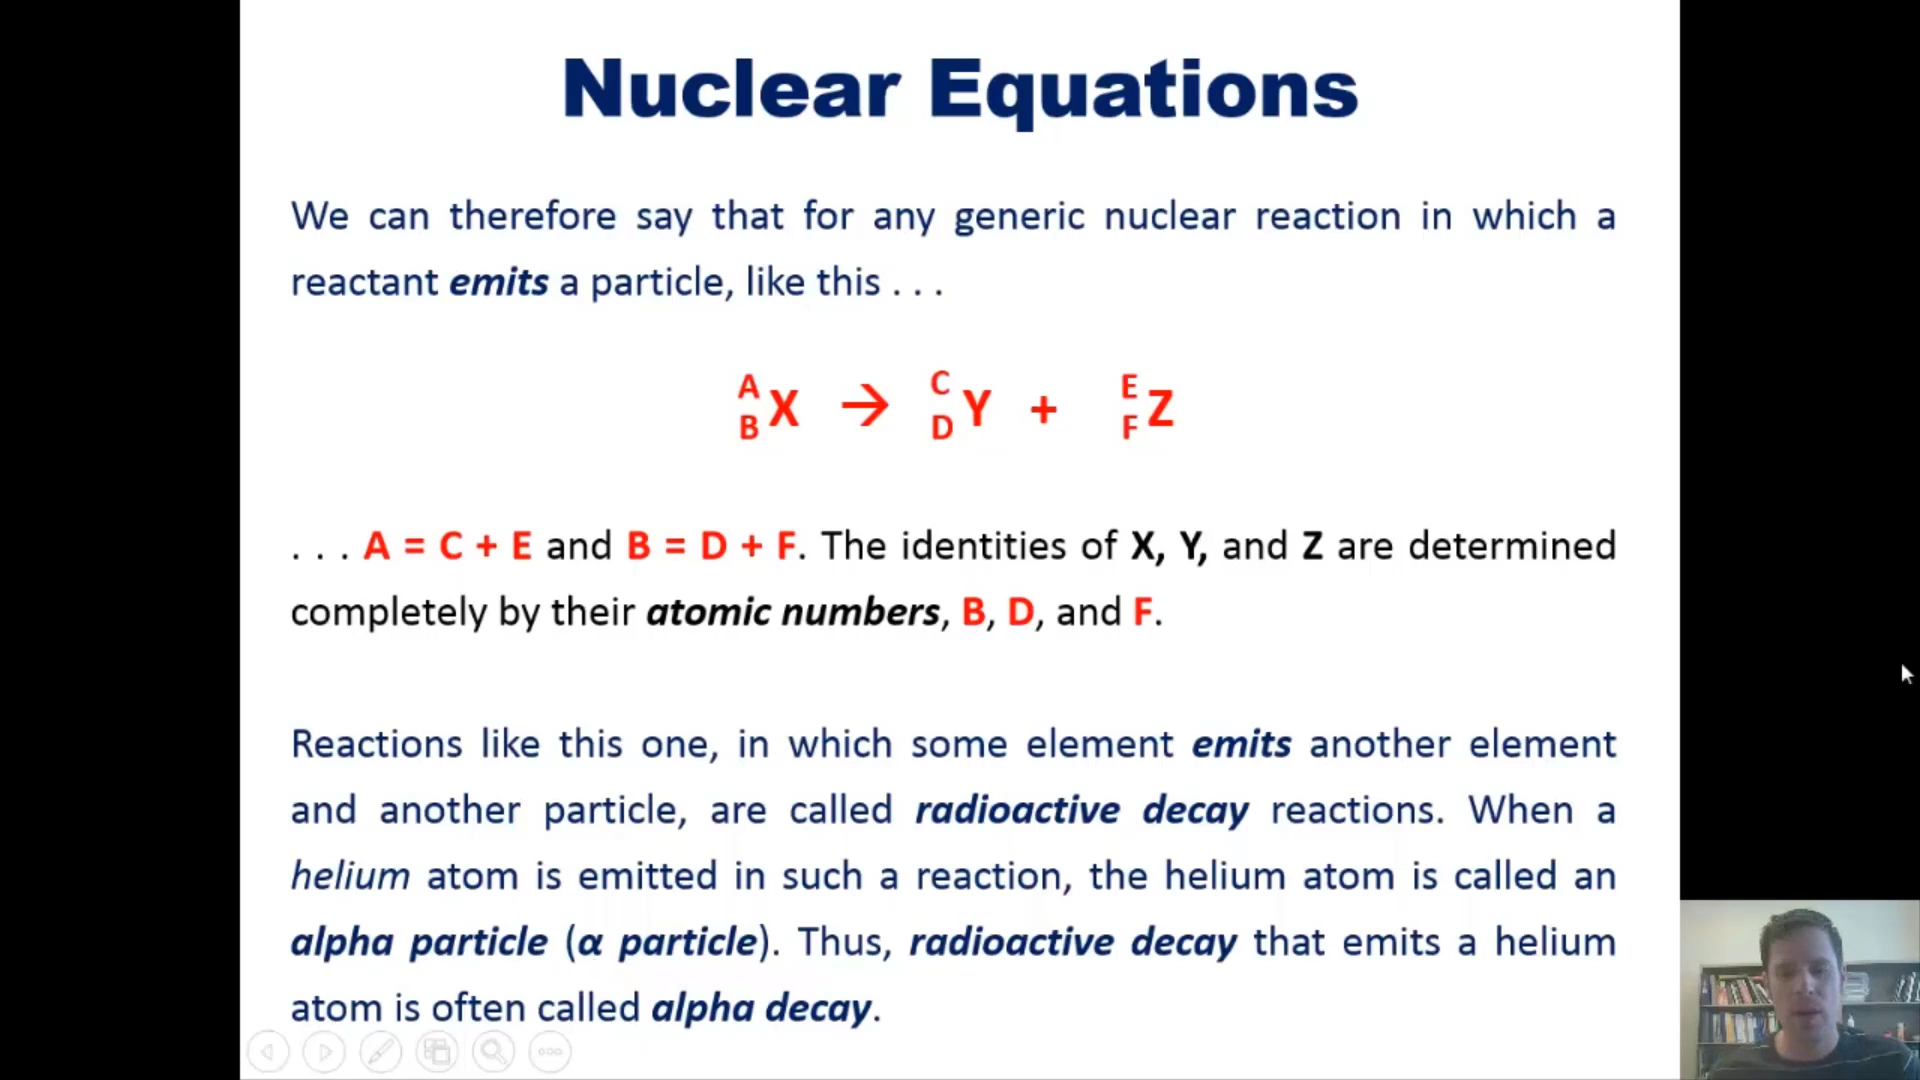 Nuclear Equations
We can therefore say that for any generic nuclear reaction in which a
reactant emits a particle, like this . . .
A C E
X → Y + Z
B D F
. . . A = C + E and B = D + F. The identities of X, Y, and Z are determined
completely by their atomic numbers, B, D, and F.
Reactions like this one, in which some element emits another element
and another particle, are called radioactive decay reactions. When a
helium atom is emitted in such a reaction, the helium atom is called an
alpha particle (α particle). Thus, radioactive decay that emits a helium
atom is often called alpha decay.